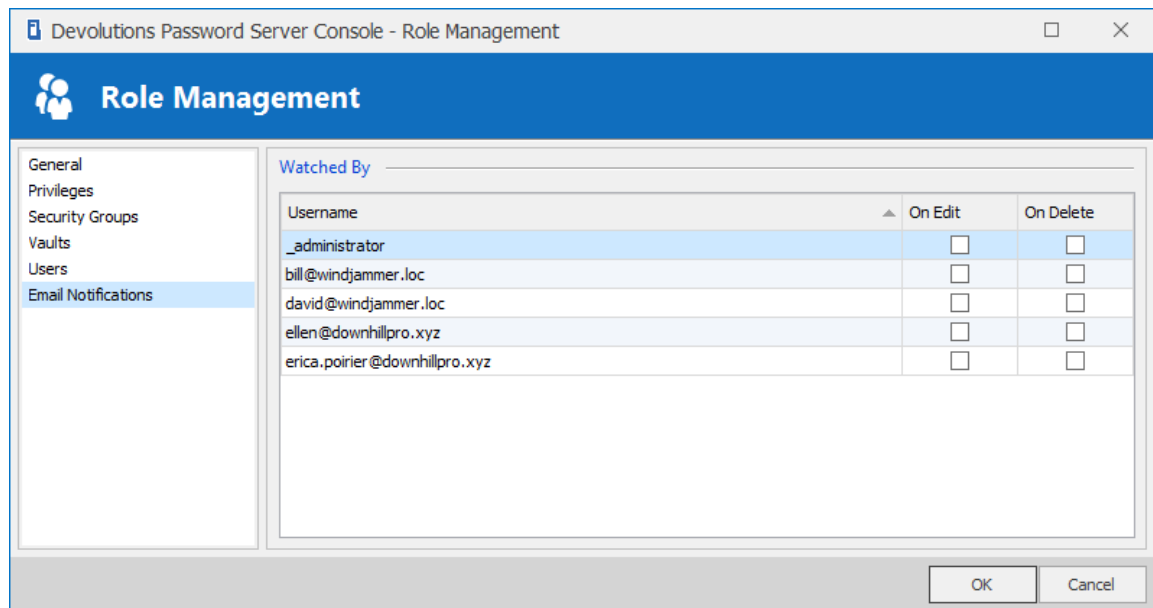 Devolutions Password Server Console - Role Management
Role Management
General
Privileges
Security Groups
Vaults
Users
Email Notifications
Watched By
Username On Edit On Delete
_administrator
bill@windjammer.loc
david@windjammer.loc
ellen@downhillpro.xyz
erica.poirier@downhillpro.xyz
OK Cancel